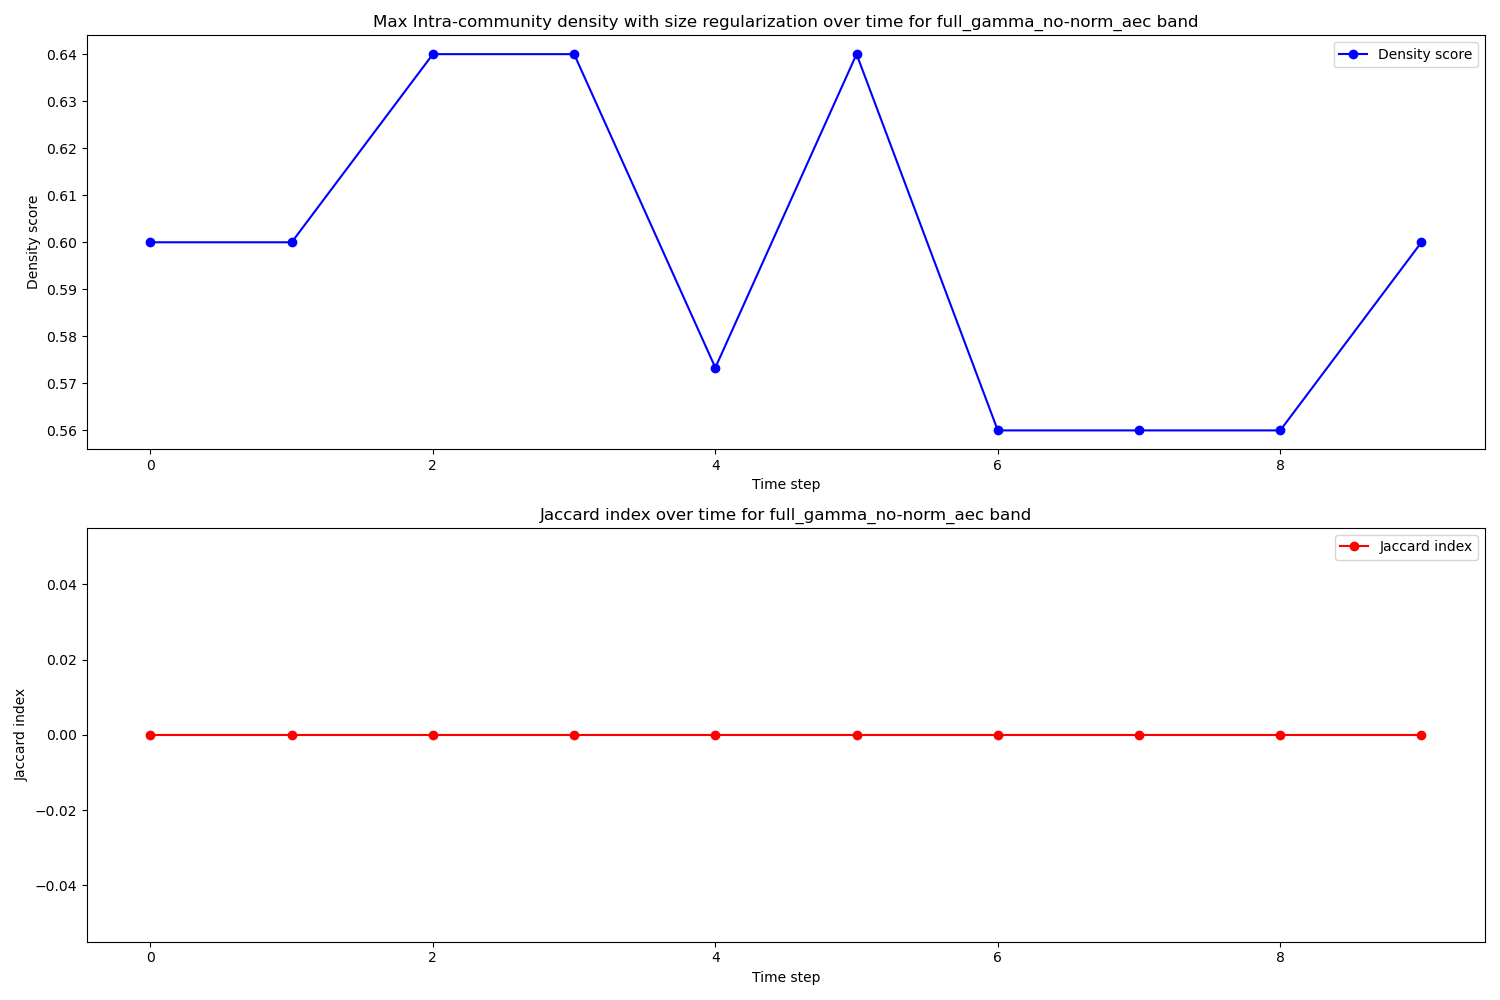 Max Intra-community density with size regularization over time for full_gamma_no-norm_aec band
Density score
0.64
0.63
0.62
0.61
0.60
0.59
0.58
0.57
0.56
Density score
0 2 4 6 8
Time step
Jaccard index over time for full_gamma_no-norm_aec band
Jaccard index
0.04
0.02
0.00
−0.02
−0.04
Jaccard index
0 2 4 6 8
Time step